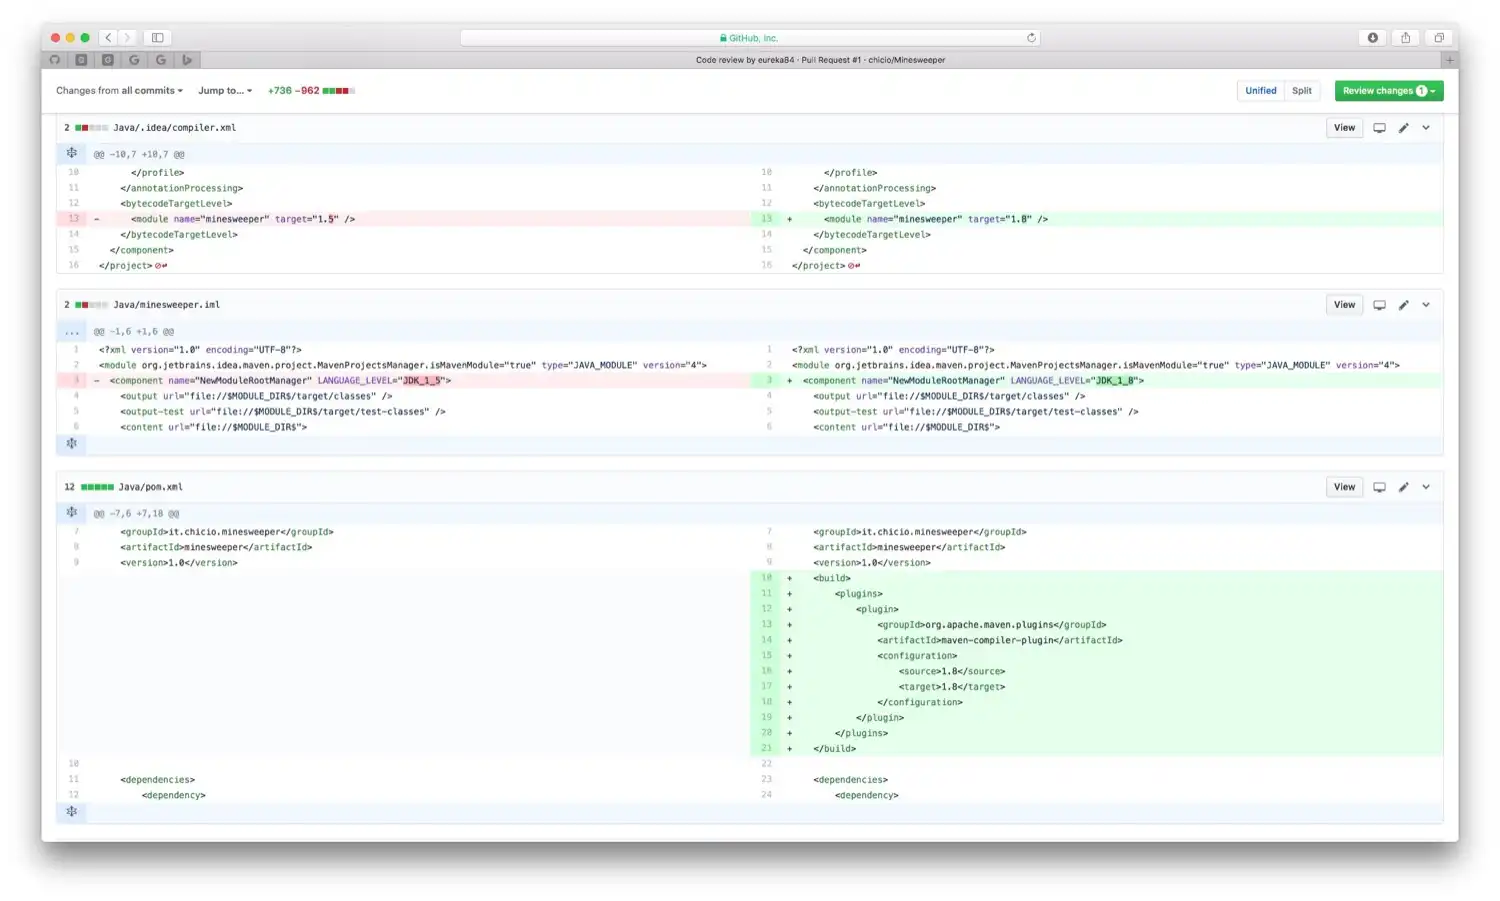 GitHub, Inc.
Code review by eureka84 · Pull Request #1 · chicio/Minesweeper
Changes from all commits Jump to... +736 −962 Unified Split Review changes 1
2 Java/.idea/compiler.xml View
@@ -10,7 +10,7 @@
10 </profile> 10 </profile>
11 </annotationProcessing> 11 </annotationProcessing>
12 <bytecodeTargetLevel> 12 <bytecodeTargetLevel>
13 - <module name="minesweeper" target="1.5" /> 13 + <module name="minesweeper" target="1.8" />
14 </bytecodeTargetLevel> 14 </bytecodeTargetLevel>
15 </component> 15 </component>
16 </project> 16 </project>
2 Java/minesweeper.iml View
... @@ -1,6 +1,6 @@
1 <?xml version="1.0" encoding="UTF-8"?> 1 <?xml version="1.0" encoding="UTF-8"?>
2 <module org.jetbrains.idea.maven.project.MavenProjectsManager.isMavenModule="true" type="JAVA_MODULE" version="4"> 2 <module org.jetbrains.idea.maven.project.MavenProjectsManager.isMavenModule="true" type="JAVA_MODULE" version="4">
3 - <component name="NewModuleRootManager" LANGUAGE_LEVEL="JDK_1_5"> 3 + <component name="NewModuleRootManager" LANGUAGE_LEVEL="JDK_1_8">
4 <output url="file://$MODULE_DIR$/target/classes" /> 4 <output url="file://$MODULE_DIR$/target/classes" />
5 <output-test url="file://$MODULE_DIR$/target/test-classes" /> 5 <output-test url="file://$MODULE_DIR$/target/test-classes" />
6 <content url="file://$MODULE_DIR$"> 6 <content url="file://$MODULE_DIR$">
12 Java/pom.xml View
@@ -7,6 +7,18 @@
7 <groupId>it.chicio.minesweeper</groupId> 7 <groupId>it.chicio.minesweeper</groupId>
8 <artifactId>minesweeper</artifactId> 8 <artifactId>minesweeper</artifactId>
9 <version>1.0</version> 9 <version>1.0</version>
10 + <build>
11 + <plugins>
12 + <plugin>
13 + <groupId>org.apache.maven.plugins</groupId>
14 + <artifactId>maven-compiler-plugin</artifactId>
15 + <configuration>
16 + <source>1.8</source>
17 + <target>1.8</target>
18 + </configuration>
19 + </plugin>
20 + </plugins>
21 + </build>
10 22
11 <dependencies> 23 <dependencies>
12 <dependency> 24 <dependency>